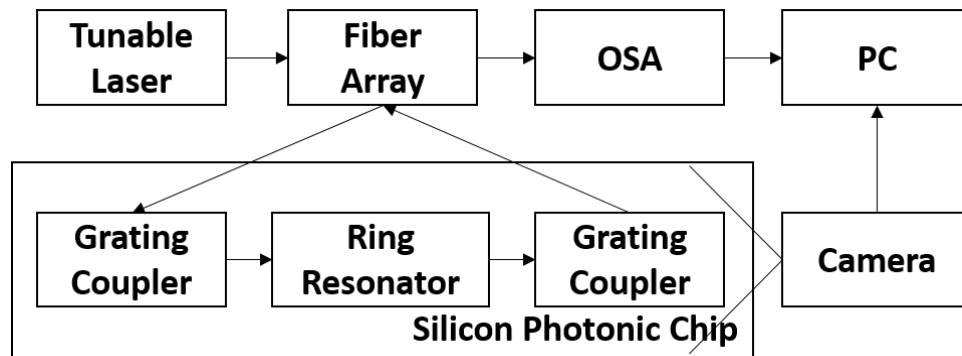 Tunable
Laser
Fiber
Array
OSA
PC
Grating
Coupler
Ring
Resonator
Grating
Coupler
Camera
Silicon Photonic Chip